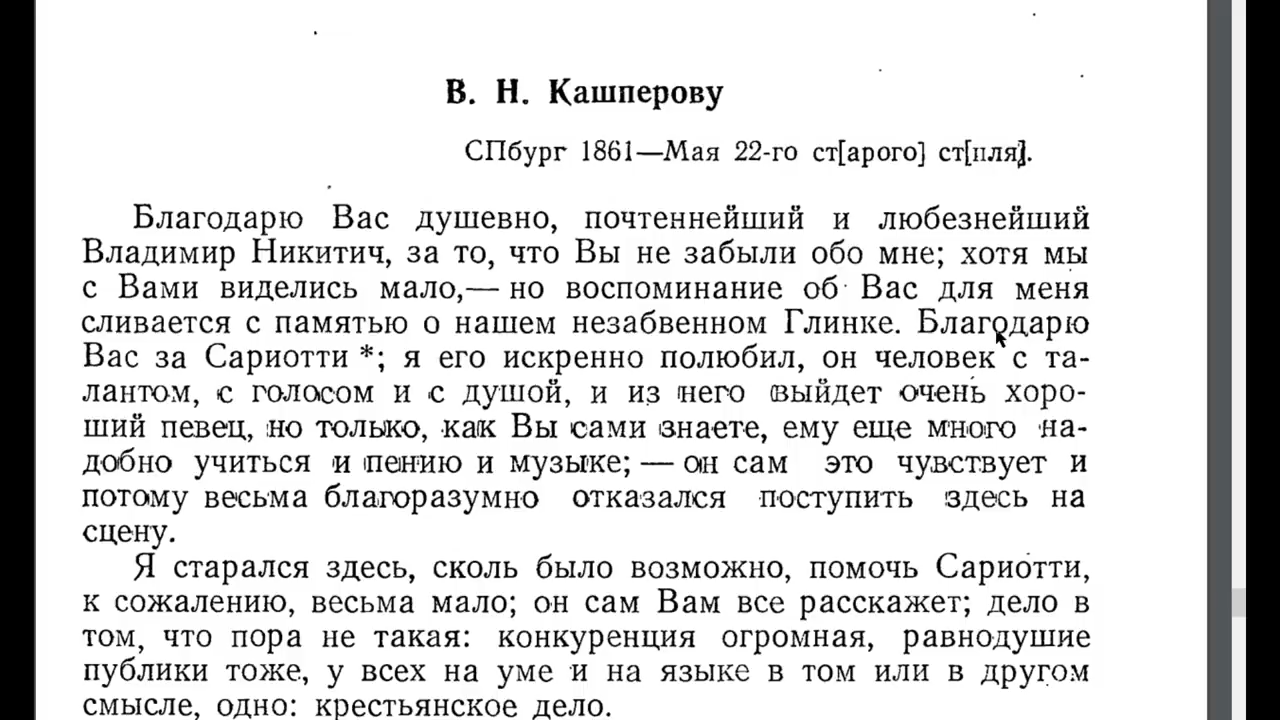 В. Н. Кашперову
СПбург 1861—Мая 22-го ст[арого] ст[иля].
Благодарю Вас душевно, почтеннейший и любезнейший
Владимир Никитич, за то, что Вы не забыли обо мне; хотя мы
с Вами виделись мало,— но воспоминание об Вас для меня
сливается с памятью о нашем незабвенном Глинке. Благодарю
Вас за Сариотти *; я его искренно полюбил, он человек с та-
лантом, с голосом и с душой, и из него выйдет очень хоро-
ший певец, но только, как Вы сами знаете, ему еще много на-
добно учиться и пению и музыке; — он сам это чувствует и
потому весьма благоразумно отказался поступить здесь на
сцену.
Я старался здесь, сколь было возможно, помочь Сариотти,
к сожалению, весьма мало; он сам Вам все расскажет; дело в
том, что пора не такая: конкуренция огромная, равнодушие
публики тоже, у всех на уме и на языке в том или в другом
смысле, одно: крестьянское дело.